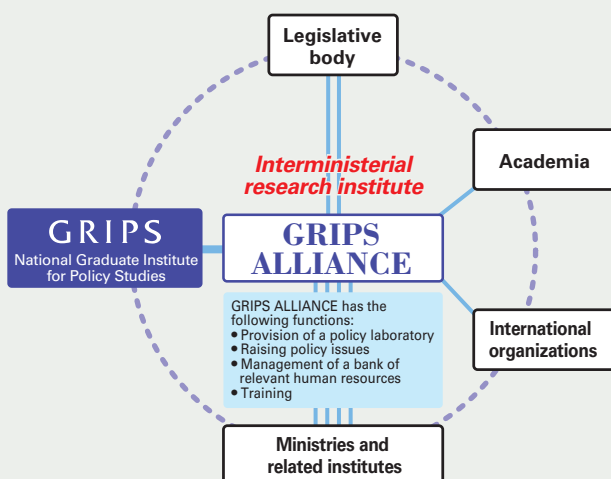 Legislative
body
Interministerial
research institute
Academia
GRIPS
National Graduate Institute
for Policy Studies
GRIPS
ALLIANCE
GRIPS ALLIANCE has the
following functions:
• Provision of a policy laboratory
• Raising policy issues
• Management of a bank of
relevant human resources
• Training
International
organizations
Ministries and
related institutes